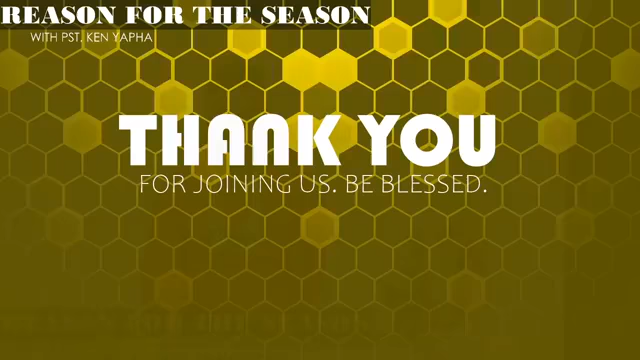 REASON FOR THE SEASON
WITH PST. KEN YAPHA
THANK YOU
FOR JOINING US. BE BLESSED.